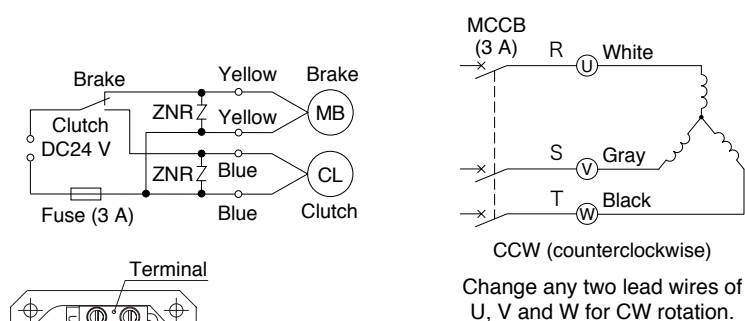 Brake
Clutch
DC24 V
Fuse (3 A)
ZNR
ZNR
Yellow
Yellow
Blue
Blue
Brake
MB
CL
Clutch
Terminal
MCCB
(3 A)
R
U
White
S
V
Gray
T
W
Black
CCW (counterclockwise)
Change any two lead wires of
U, V and W for CW rotation.